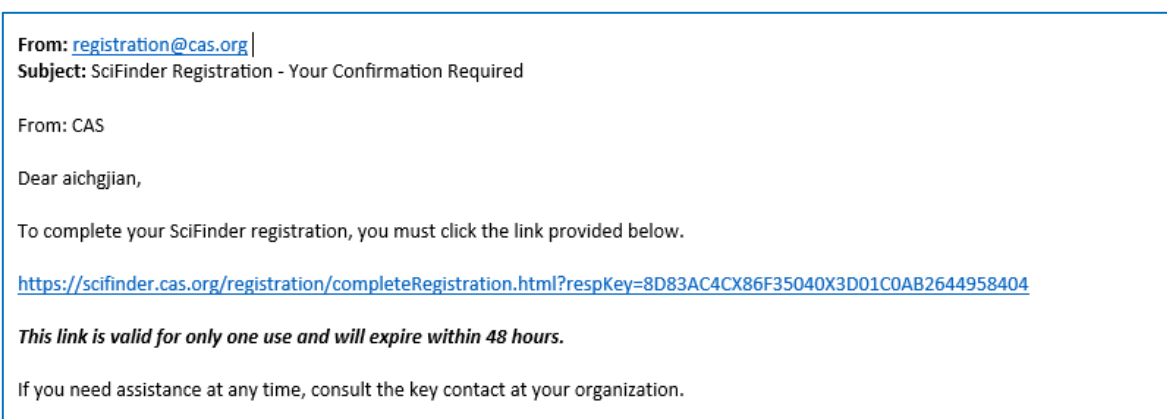 From: registration@cas.org
Subject: SciFinder Registration - Your Confirmation Required
From: CAS
Dear aichgjian,
To complete your SciFinder registration, you must click the link provided below.
https://scifinder.cas.org/registration/completeRegistration.html?respKey=8D83AC4CX86F35040X3D01C0AB2644958404
This link is valid for only one use and will expire within 48 hours.
If you need assistance at any time, consult the key contact at your organization.